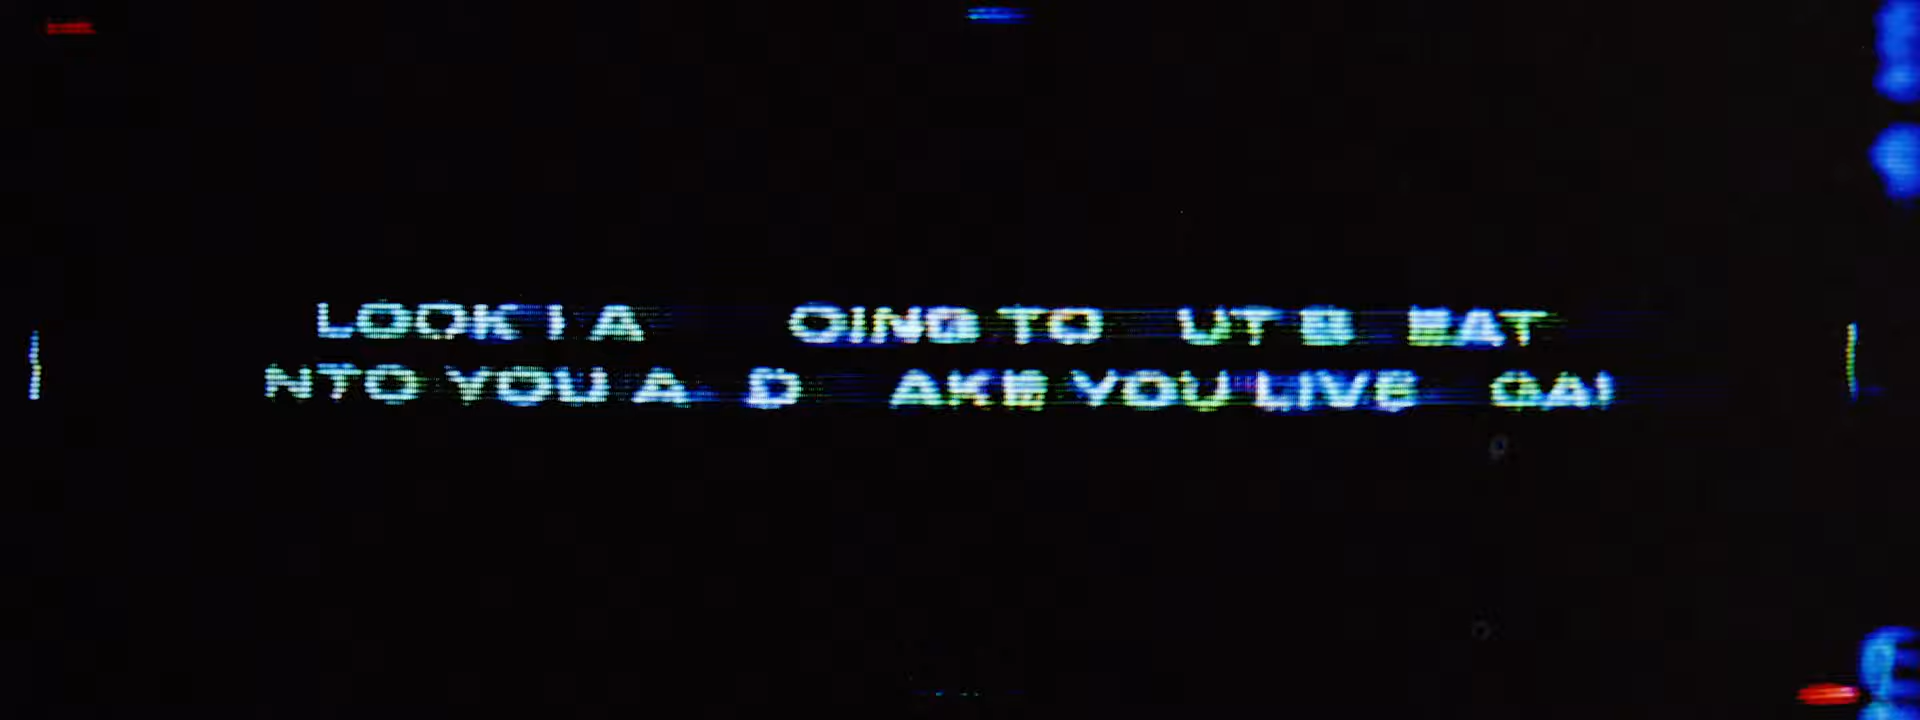 LOOK I A OING TO UT B EAT
NTO YOU A D AKE YOU LIVE GAI